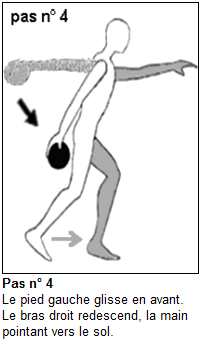 pas n° 4
Pas n° 4
Le pied gauche glisse en avant.
Le bras droit redescend, la main
pointant vers le sol.